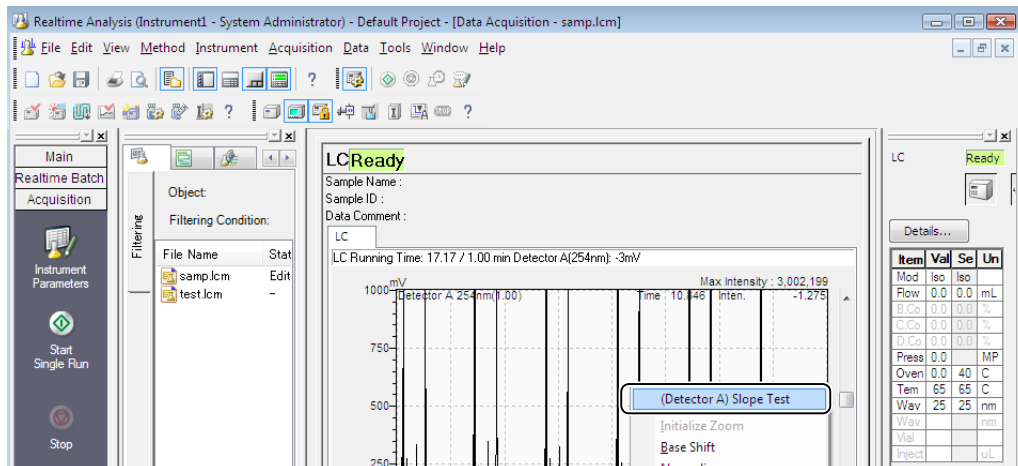 Realtime Analysis (Instrument1 - System Administrator) - Default Project - [Data Acquisition - samp.lcm]
File Edit View Method Instrument Acquisition Data Tools Window Help
Main
Realtime Batch
Acquisition
Instrument
Parameters
Start
Single Run
Stop
Filtering
Object:
Filtering Condition:
File Name Stat
samp.lcm Edit
test.lcm -
LC Ready
Sample Name :
Sample ID :
Data Comment :
LC
LC Running Time: 17.17 / 1.00 min Detector A(254nm): -3mV
mV Max Intensity : 3,002,199
1000 Detector A 254nm(1.00) Time 10.646 Inten. -1.275
750
500
250
(Detector A) Slope Test
Initialize Zoom
Base Shift
LC Ready
Details...
Item Val Se Un
Mod Iso Iso
Flow 0.0 0.0 mL
B.Co 0.0 0.0 %
C.Co 0.0 0.0 %
D.Co 0.0 0.0 %
Press 0.0 MP
Oven 0.0 40 C
Tem 65 65 C
Wav 25 25 nm
Wav nm
Vial
Inject uL